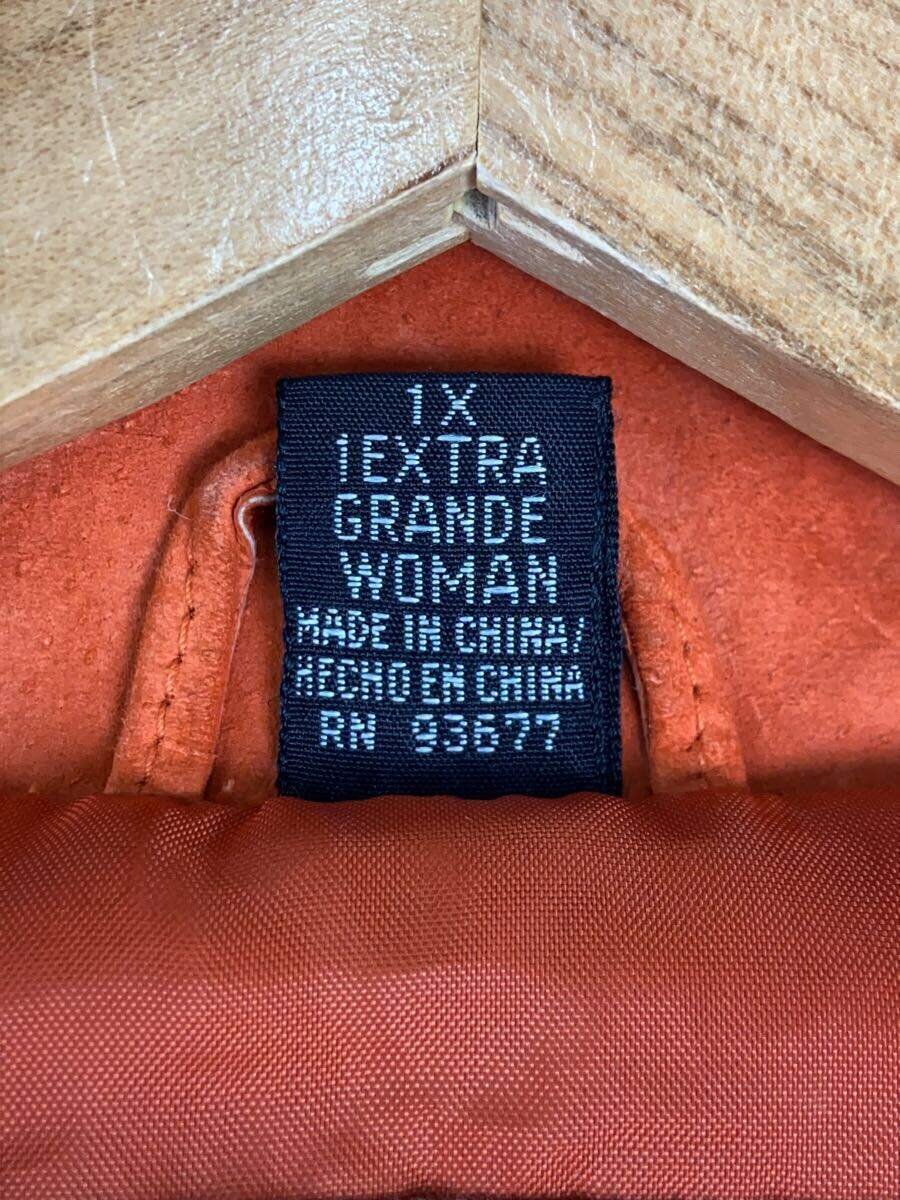 1X
1EXTRA
GRANDE
WOMAN
MADE IN CHINA/
HECHO EN CHINA
RN 93677